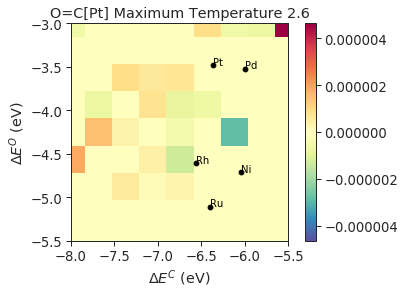 O=C[Pt] Maximum Temperature 2.6
−3.0
−3.5
−4.0
−4.5
−5.0
−5.5
ΔE^O (eV)
Pt
Pd
Rh
Ni
Ru
−8.0 −7.5 −7.0 −6.5 −6.0 −5.5
ΔE^C (eV)
0.000004
0.000002
0.000000
−0.000002
−0.000004